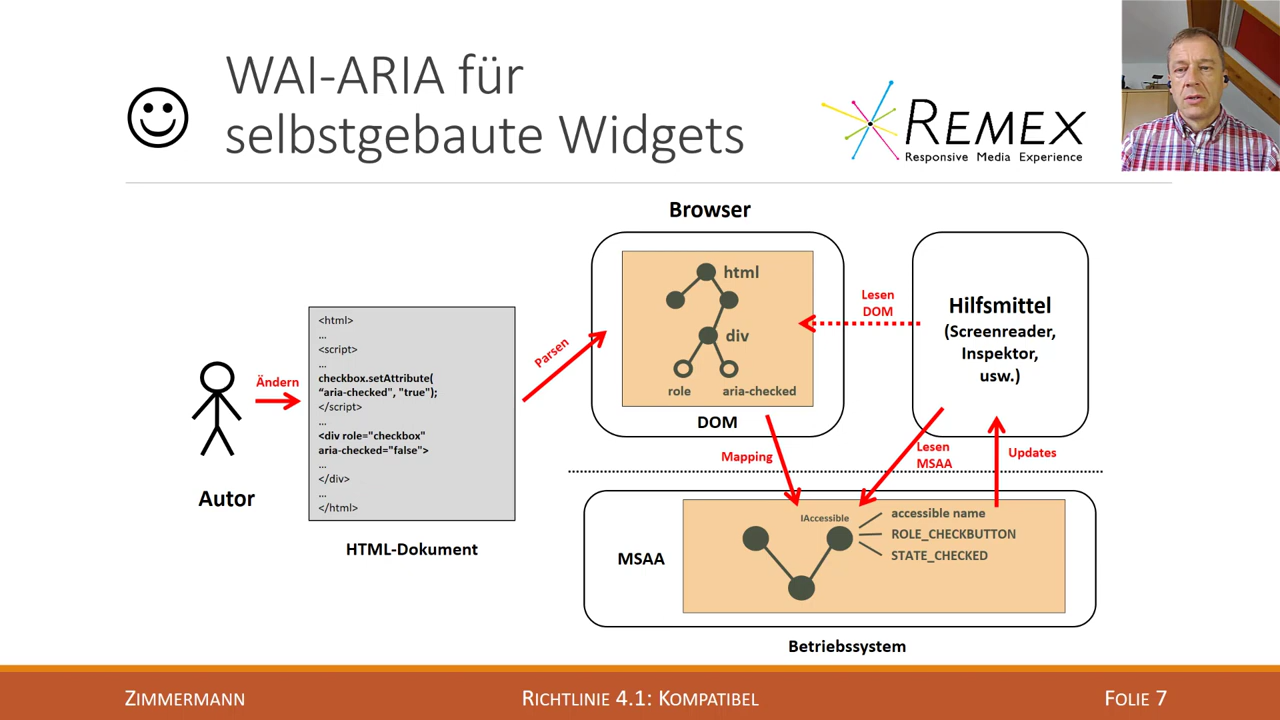 WAI-ARIA für
selbstgebaute Widgets
REMEX
Responsive Media Experience
Browser
html
div
role
aria-checked
DOM
Lesen
DOM
Hilfsmittel
(Screenreader,
Inspektor,
usw.)
<html>
...
<script>
...
checkbox.setAttribute(
“aria-checked", "true");
</script>
...
<div role="checkbox"
aria-checked="false">
...
</div>
...
</html>
Ändern
Parsen
Autor
HTML-Dokument
Mapping
Lesen
MSAA
Updates
MSAA
IAccessible
accessible name
ROLE_CHECKBUTTON
STATE_CHECKED
Betriebssystem
ZIMMERMANN
RICHTLINIE 4.1: KOMPATIBEL
FOLIE 7